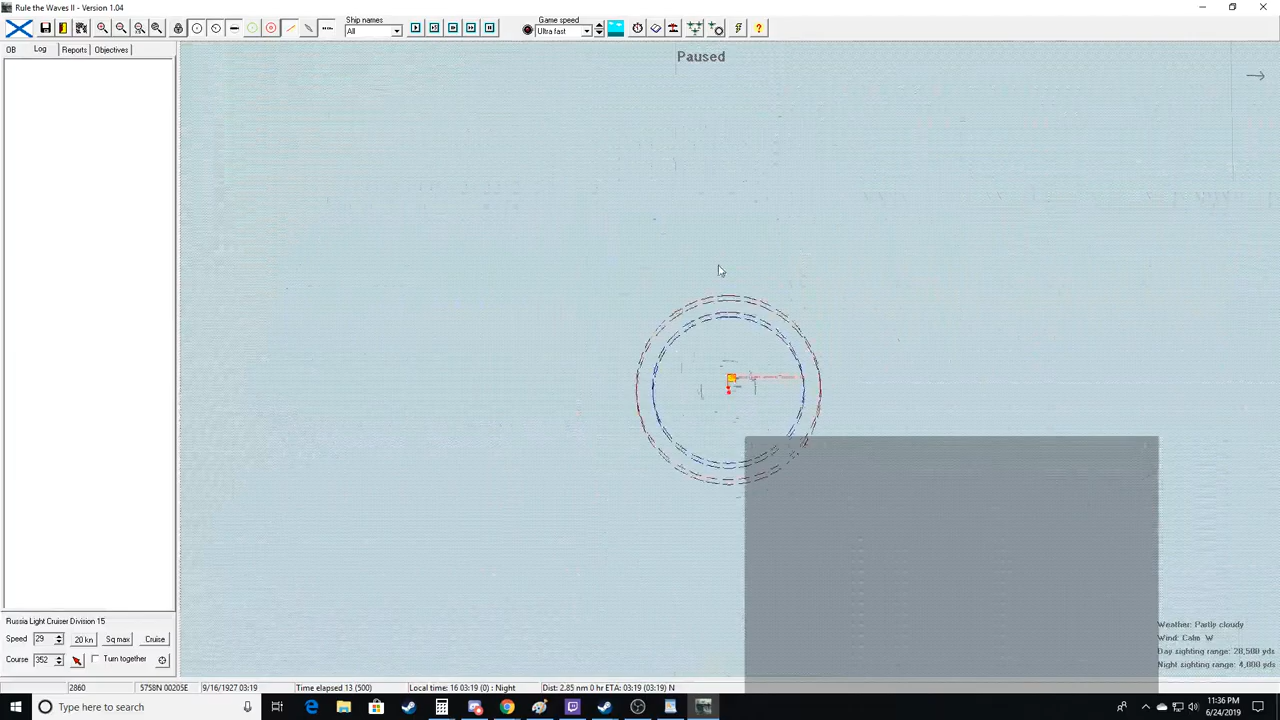 Rule the Waves II - Version 1.04
Ship names
All
Game speed
Ultra fast
OB
Log
Reports
Objectives
Paused
Russia Light Cruiser Division 15
Speed
29
20 kn
Sq max
Cruise
Course
352
Turn together
Weather: Partly cloudy
Wind: Calm W
Day sighting range: 28,500 yds
Night sighting range: 4,000 yds
2860
5758N 00205E
9/16/1927 03:19
Time elapsed 13 (500)
Local time: 16 03:19 (0) : Night
Dist: 2.85 nm 0 hr ETA: 03:19 (03:19) N
Type here to search
11:36 PM
6/24/2019